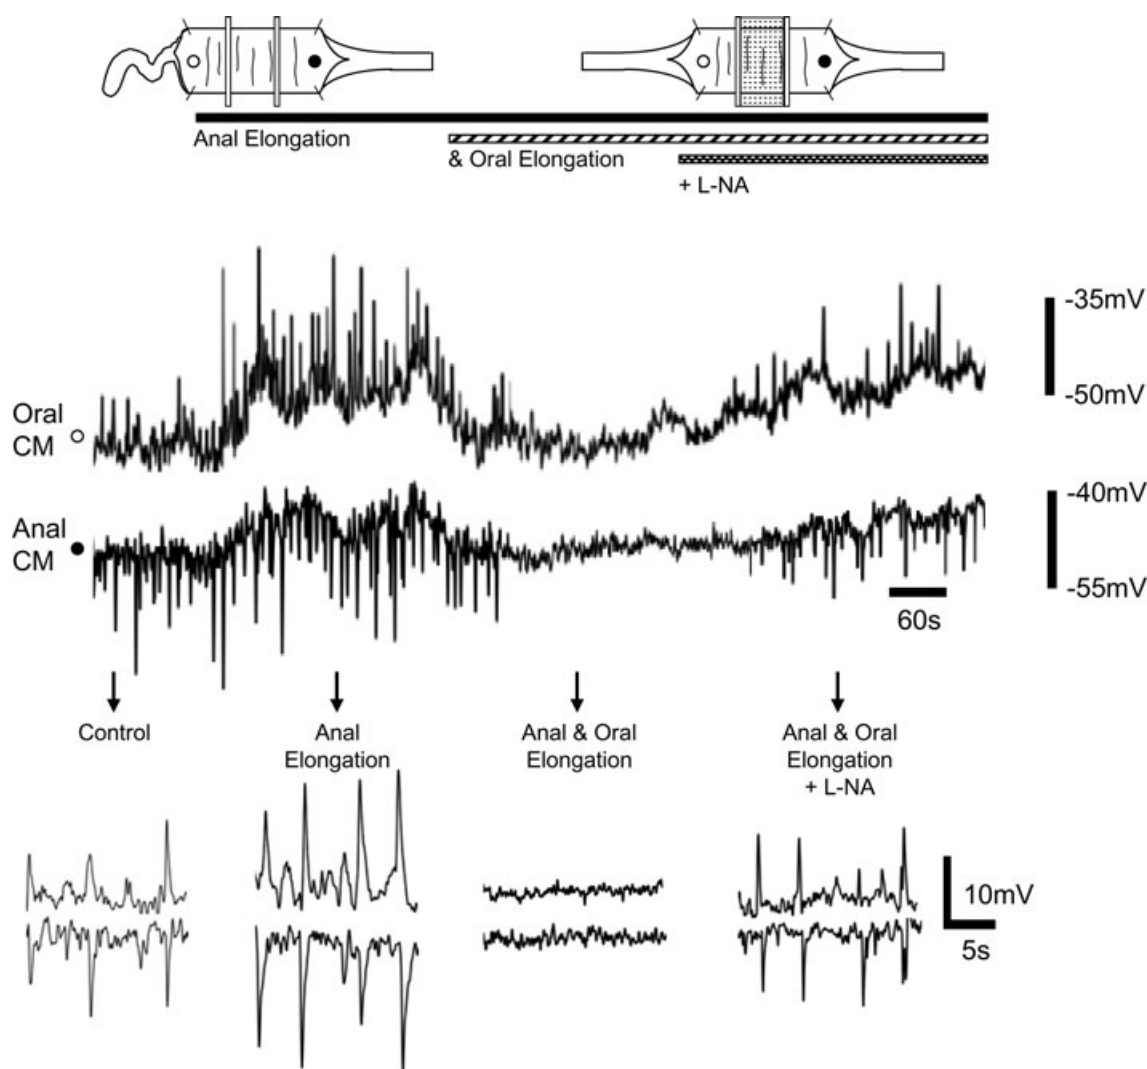 Anal Elongation
& Oral Elongation
+ L-NA
-35mV
-50mV
Oral
CM
-40mV
Anal
CM
-55mV
60s
Control
Anal
Elongation
Anal & Oral
Elongation
Anal & Oral
Elongation
+ L-NA
10mV
5s